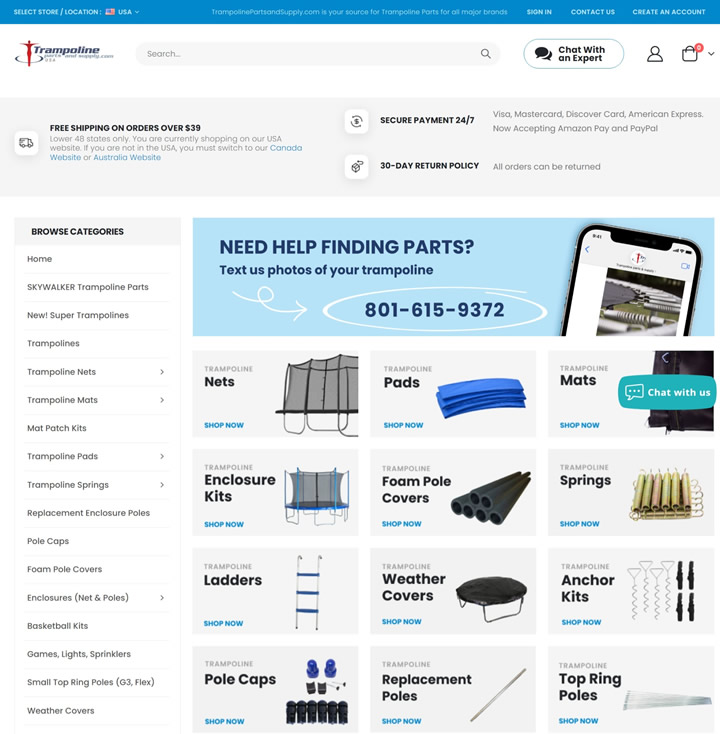 SELECT STORE / LOCATION : USA
TrampolinePartsandSupply.com is your source for Trampoline Parts for all major brands
SIGN IN
CONTACT US
CREATE AN ACCOUNT
Trampoline
parts and supply.com
USA
Search...
Chat With
an Expert
0
FREE SHIPPING ON ORDERS OVER $39
Lower 48 states only. You are currently shopping on our USA
website. If you are not in the USA, you must switch to our Canada
Website or Australia Website
SECURE PAYMENT 24/7
Visa, Mastercard, Discover Card, American Express.
Now Accepting Amazon Pay and PayPal
30-DAY RETURN POLICY
All orders can be returned
BROWSE CATEGORIES
Home
SKYWALKER Trampoline Parts
New! Super Trampolines
Trampolines
Trampoline Nets
Trampoline Mats
Mat Patch Kits
Trampoline Pads
Trampoline Springs
Replacement Enclosure Poles
Pole Caps
Foam Pole Covers
Enclosures (Net & Poles)
Basketball Kits
Games, Lights, Sprinklers
Small Top Ring Poles (G3, Flex)
Weather Covers
NEED HELP FINDING PARTS?
Text us photos of your trampoline
801-615-9372
9:41
Trampoline parts & supply
TRAMPOLINE
Nets
SHOP NOW
TRAMPOLINE
Pads
SHOP NOW
TRAMPOLINE
Mats
SHOP NOW
Chat with us
TRAMPOLINE
Enclosure
Kits
SHOP NOW
TRAMPOLINE
Foam Pole
Covers
SHOP NOW
TRAMPOLINE
Springs
SHOP NOW
TRAMPOLINE
Ladders
SHOP NOW
TRAMPOLINE
Weather
Covers
SHOP NOW
TRAMPOLINE
Anchor
Kits
SHOP NOW
TRAMPOLINE
Pole Caps
SHOP NOW
TRAMPOLINE
Replacement
Poles
SHOP NOW
TRAMPOLINE
Top Ring
Poles
SHOP NOW